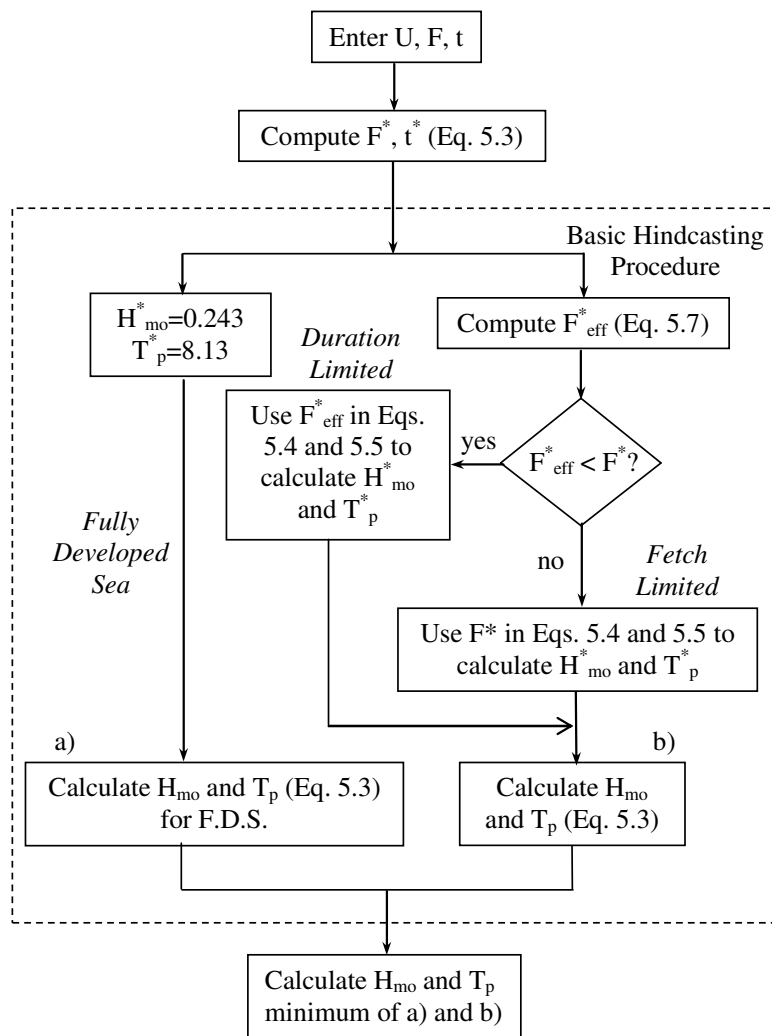 Enter U, F, t
Compute F*, t* (Eq. 5.3)
Basic Hindcasting
Procedure
H*mo=0.243
T*p=8.13
Compute F*eff (Eq. 5.7)
Duration
Limited
Use F*eff in Eqs.
5.4 and 5.5 to
calculate H*mo
and T*p
yes
F*eff < F*?
Fully
Developed
Sea
no
Fetch
Limited
Use F* in Eqs. 5.4 and 5.5 to
calculate H*mo and T*p
a)
b)
Calculate Hmo and Tp (Eq. 5.3)
for F.D.S.
Calculate Hmo
and Tp (Eq. 5.3)
Calculate Hmo and Tp
minimum of a) and b)